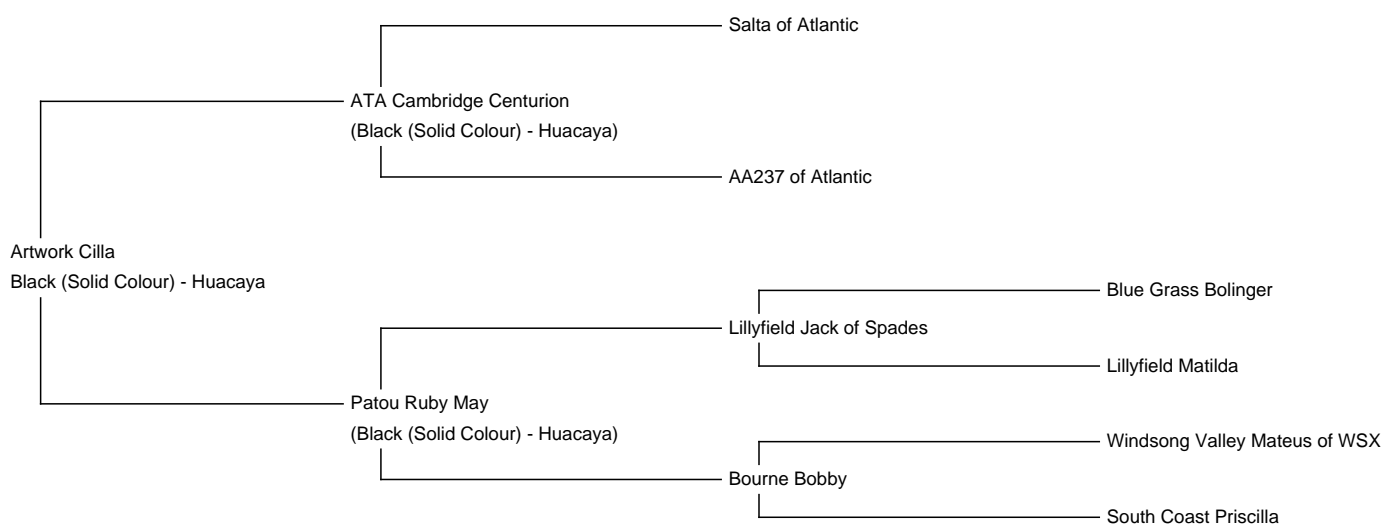 Salta of Atlantic
ATA Cambridge Centurion
(Black (Solid Colour) - Huacaya)
AA237 of Atlantic
Artwork Cilla
Black (Solid Colour) - Huacaya
Blue Grass Bolinger
Lillyfield Jack of Spades
Lillyfield Matilda
Patou Ruby May
(Black (Solid Colour) - Huacaya)
Windsong Valley Mateus of WSX
Bourne Bobby
South Coast Priscilla